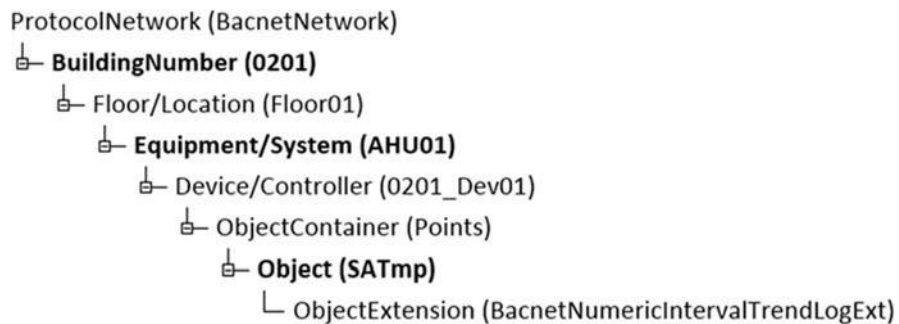 ProtocolNetwork (BacnetNetwork)
BuildingNumber (0201)
Floor/Location (Floor01)
Equipment/System (AHU01)
Device/Controller (0201_Dev01)
ObjectContainer (Points)
Object (SATmp)
ObjectExtension (BacnetNumericIntervalTrendLogExt)